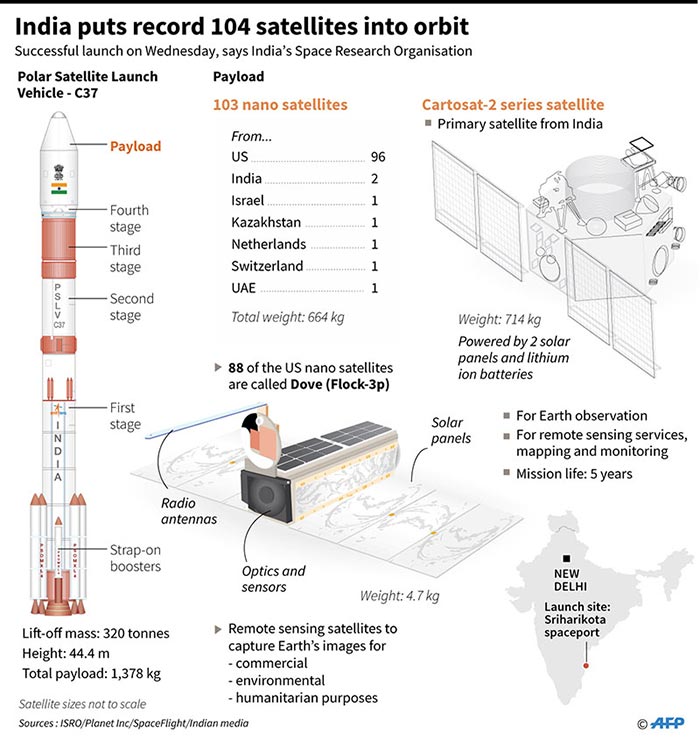 India puts record 104 satellites into orbit
Successful launch on Wednesday, says India's Space Research Organisation
Polar Satellite Launch
Vehicle - C37
Payload
Fourth
stage
Third
stage
Second
stage
PSLV
C37
First
stage
INDIA
Strap-on
boosters
Lift-off mass: 320 tonnes
Height: 44.4 m
Total payload: 1,378 kg
Satellite sizes not to scale
Sources : ISRO/Planet Inc/SpaceFlight/Indian media
Payload
103 nano satellites
From...
US 96
India 2
Israel 1
Kazakhstan 1
Netherlands 1
Switzerland 1
UAE 1
Total weight: 664 kg
Cartosat-2 series satellite
Primary satellite from India
Weight: 714 kg
Powered by 2 solar
panels and lithium
ion batteries
For Earth observation
For remote sensing services,
mapping and monitoring
Mission life: 5 years
88 of the US nano satellites
are called Dove (Flock-3p)
Solar
panels
Radio
antennas
Optics and
sensors
Weight: 4.7 kg
Remote sensing satellites to
capture Earth's images for
- commercial
- environmental
- humanitarian purposes
NEW
DELHI
Launch site:
Sriharikota
spaceport
© AFP